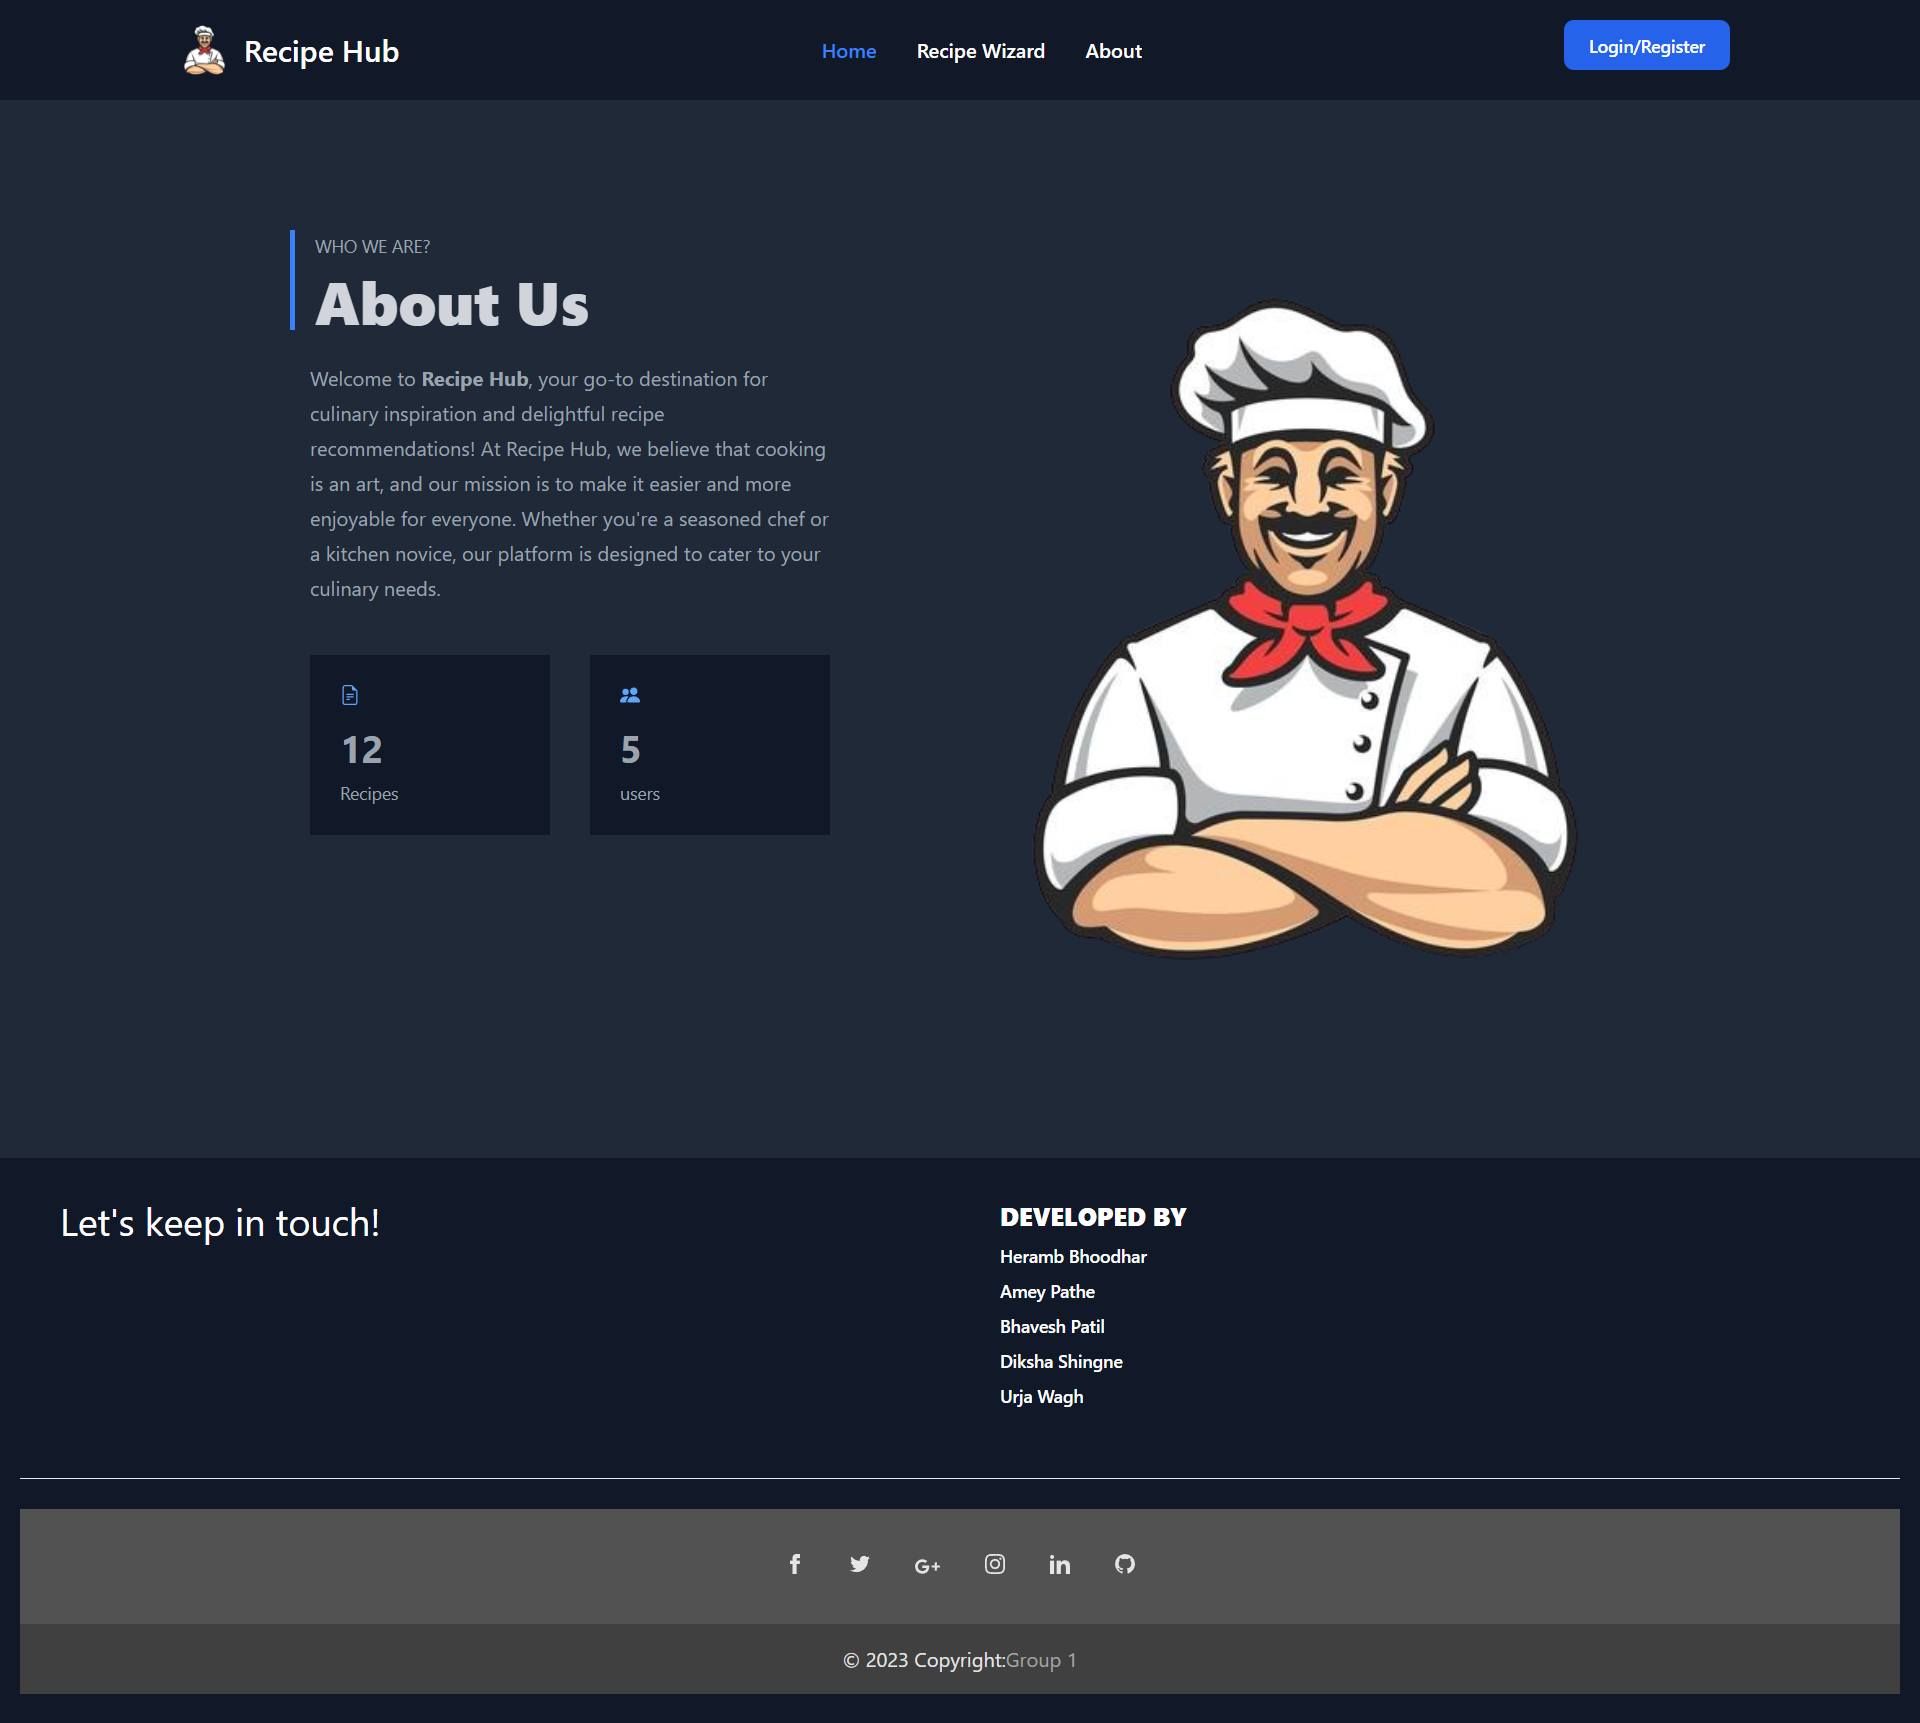 Recipe Hub
Home Recipe Wizard About
Login/Register
WHO WE ARE?
About Us
Welcome to Recipe Hub, your go-to destination for
culinary inspiration and delightful recipe
recommendations! At Recipe Hub, we believe that cooking
is an art, and our mission is to make it easier and more
enjoyable for everyone. Whether you're a seasoned chef or
a kitchen novice, our platform is designed to cater to your
culinary needs.
12
Recipes
5
users
Let's keep in touch!
DEVELOPED BY
Heramb Bhoodhar
Amey Pathe
Bhavesh Patil
Diksha Shingne
Urja Wagh
© 2023 Copyright:Group 1